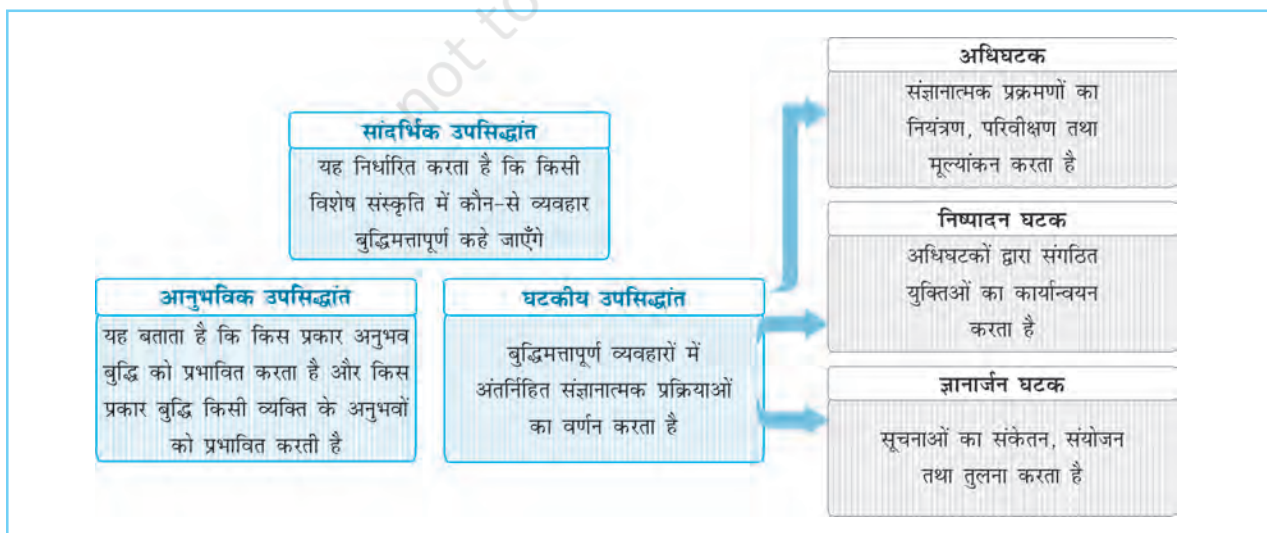 not to
सांदर्भिक उपसिद्धांत
यह निर्धारित करता है कि किसी
विशेष संस्कृति में कौन-से व्यवहार
बुद्धिमत्तापूर्ण कहे जाएँगे
आनुभविक उपसिद्धांत
यह बताता है कि किस प्रकार अनुभव
बुद्धि को प्रभावित करता है और किस
प्रकार बुद्धि किसी व्यक्ति के अनुभवों
को प्रभावित करती है
घटकीय उपसिद्धांत
बुद्धिमत्तापूर्ण व्यवहारों में
अंतर्निहित संज्ञानात्मक प्रक्रियाओं
का वर्णन करता है
अधिघटक
संज्ञानात्मक प्रक्रमणों का
नियंत्रण, परिवीक्षण तथा
मूल्यांकन करता है
निष्पादन घटक
अधिघटकों द्वारा संगठित
युक्तिओं का कार्यान्वयन
करता है
ज्ञानार्जन घटक
सूचनाओं का संकेतन, संयोजन
तथा तुलना करता है